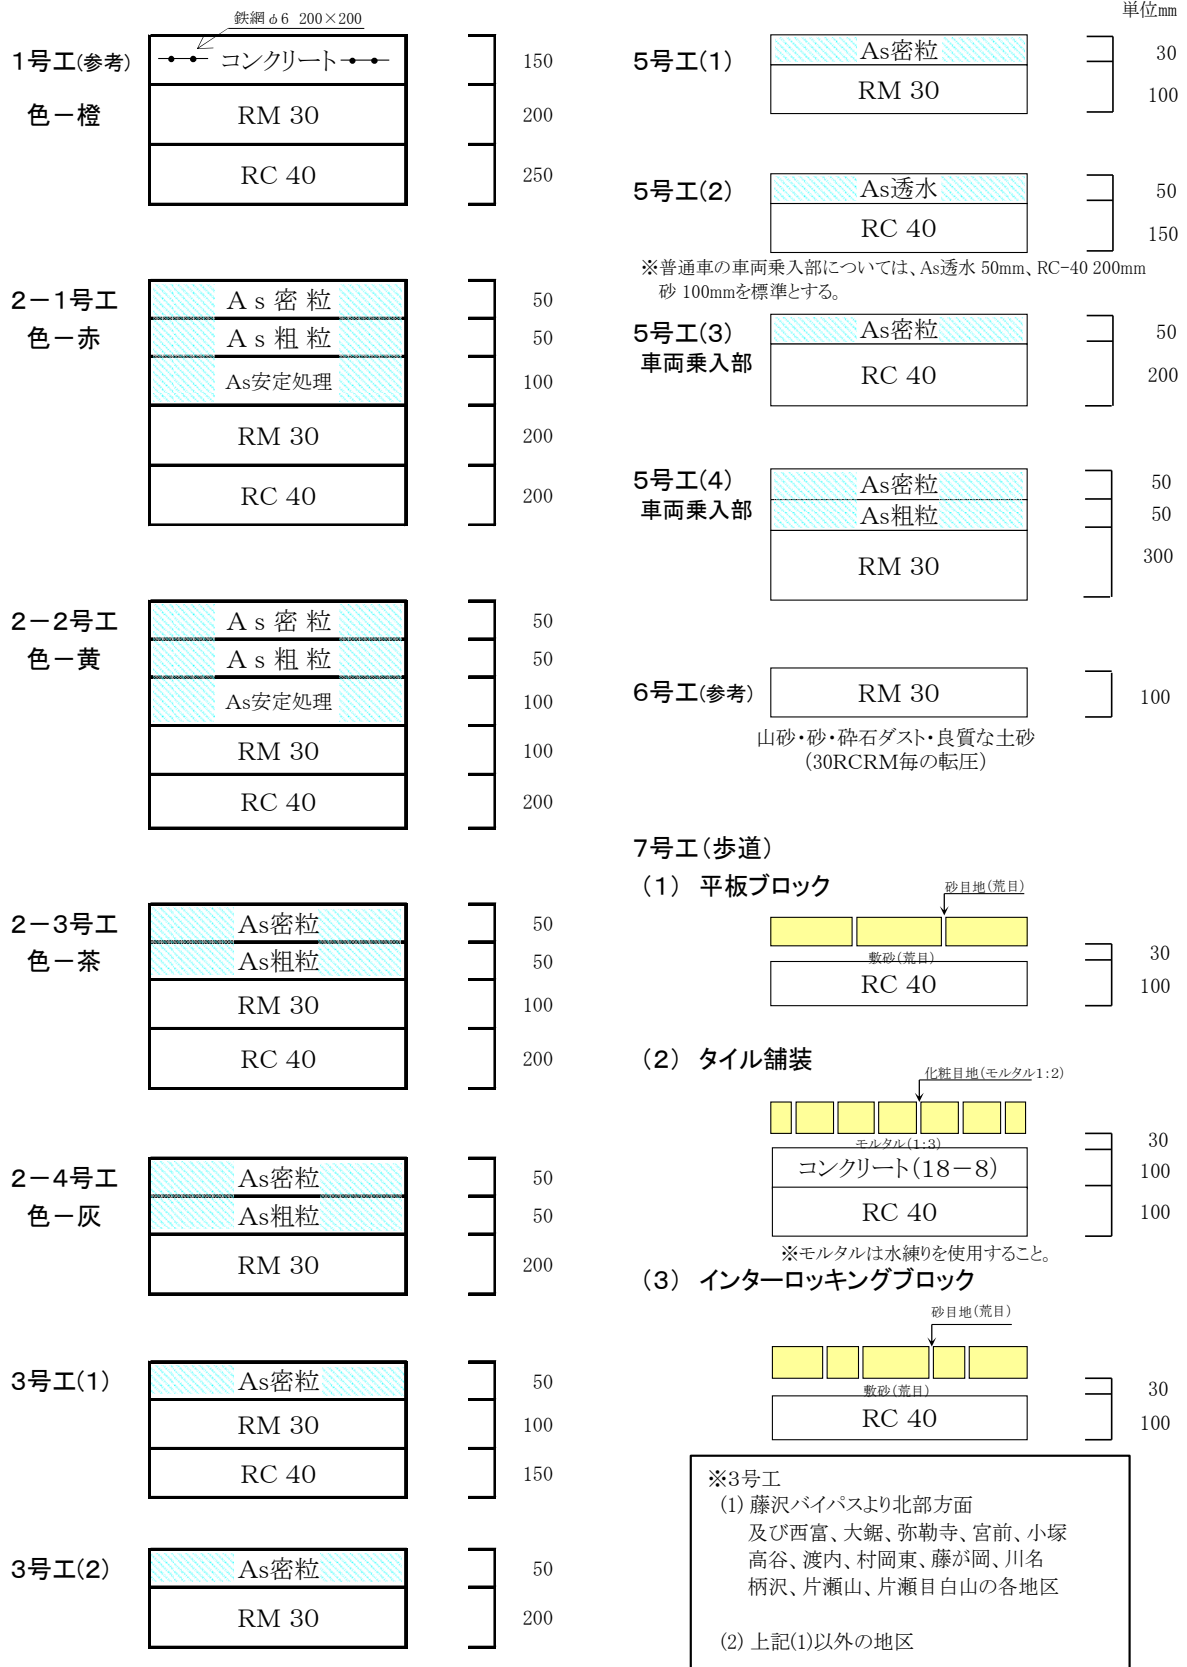 単位mm
鉄網φ6 200×200
1号工(参考)
色－橙
コンクリート
150
RM 30
200
RC 40
250
2－1号工
色－赤
As密粒
50
As粗粒
50
As安定処理
100
RM 30
200
RC 40
200
2－2号工
色－黄
As密粒
50
As粗粒
50
As安定処理
100
RM 30
100
RC 40
200
2－3号工
色－茶
As密粒
50
As粗粒
50
RM 30
100
RC 40
200
2－4号工
色－灰
As密粒
50
As粗粒
50
RM 30
200
3号工(1)
As密粒
50
RM 30
100
RC 40
150
3号工(2)
As密粒
50
RM 30
200
5号工(1)
As密粒
30
RM 30
100
5号工(2)
As透水
50
RC 40
150
※普通車の車両乗入部については、As透水 50mm、RC-40 200mm
砂 100mmを標準とする。
5号工(3)
車両乗入部
As密粒
50
RC 40
200
5号工(4)
車両乗入部
As密粒
50
As粗粒
50
RM 30
300
6号工(参考)
RM 30
100
山砂・砂・砕石ダスト・良質な土砂
(30RCRM毎の転圧)
7号工(歩道)
(1) 平板ブロック
砂目地(荒目)
敷砂(荒目)
30
RC 40
100
(2) タイル舗装
化粧目地(モルタル1:2)
モルタル(1:3)
30
コンクリート(18－8)
100
RC 40
100
※モルタルは水練りを使用すること。
(3) インターロッキングブロック
砂目地(荒目)
敷砂(荒目)
30
RC 40
100
※3号工
(1) 藤沢バイパスより北部方面
及び西富、大鋸、弥勒寺、宮前、小塚
高谷、渡内、村岡東、藤が岡、川名
柄沢、片瀬山、片瀬目白山の各地区
(2) 上記(1)以外の地区